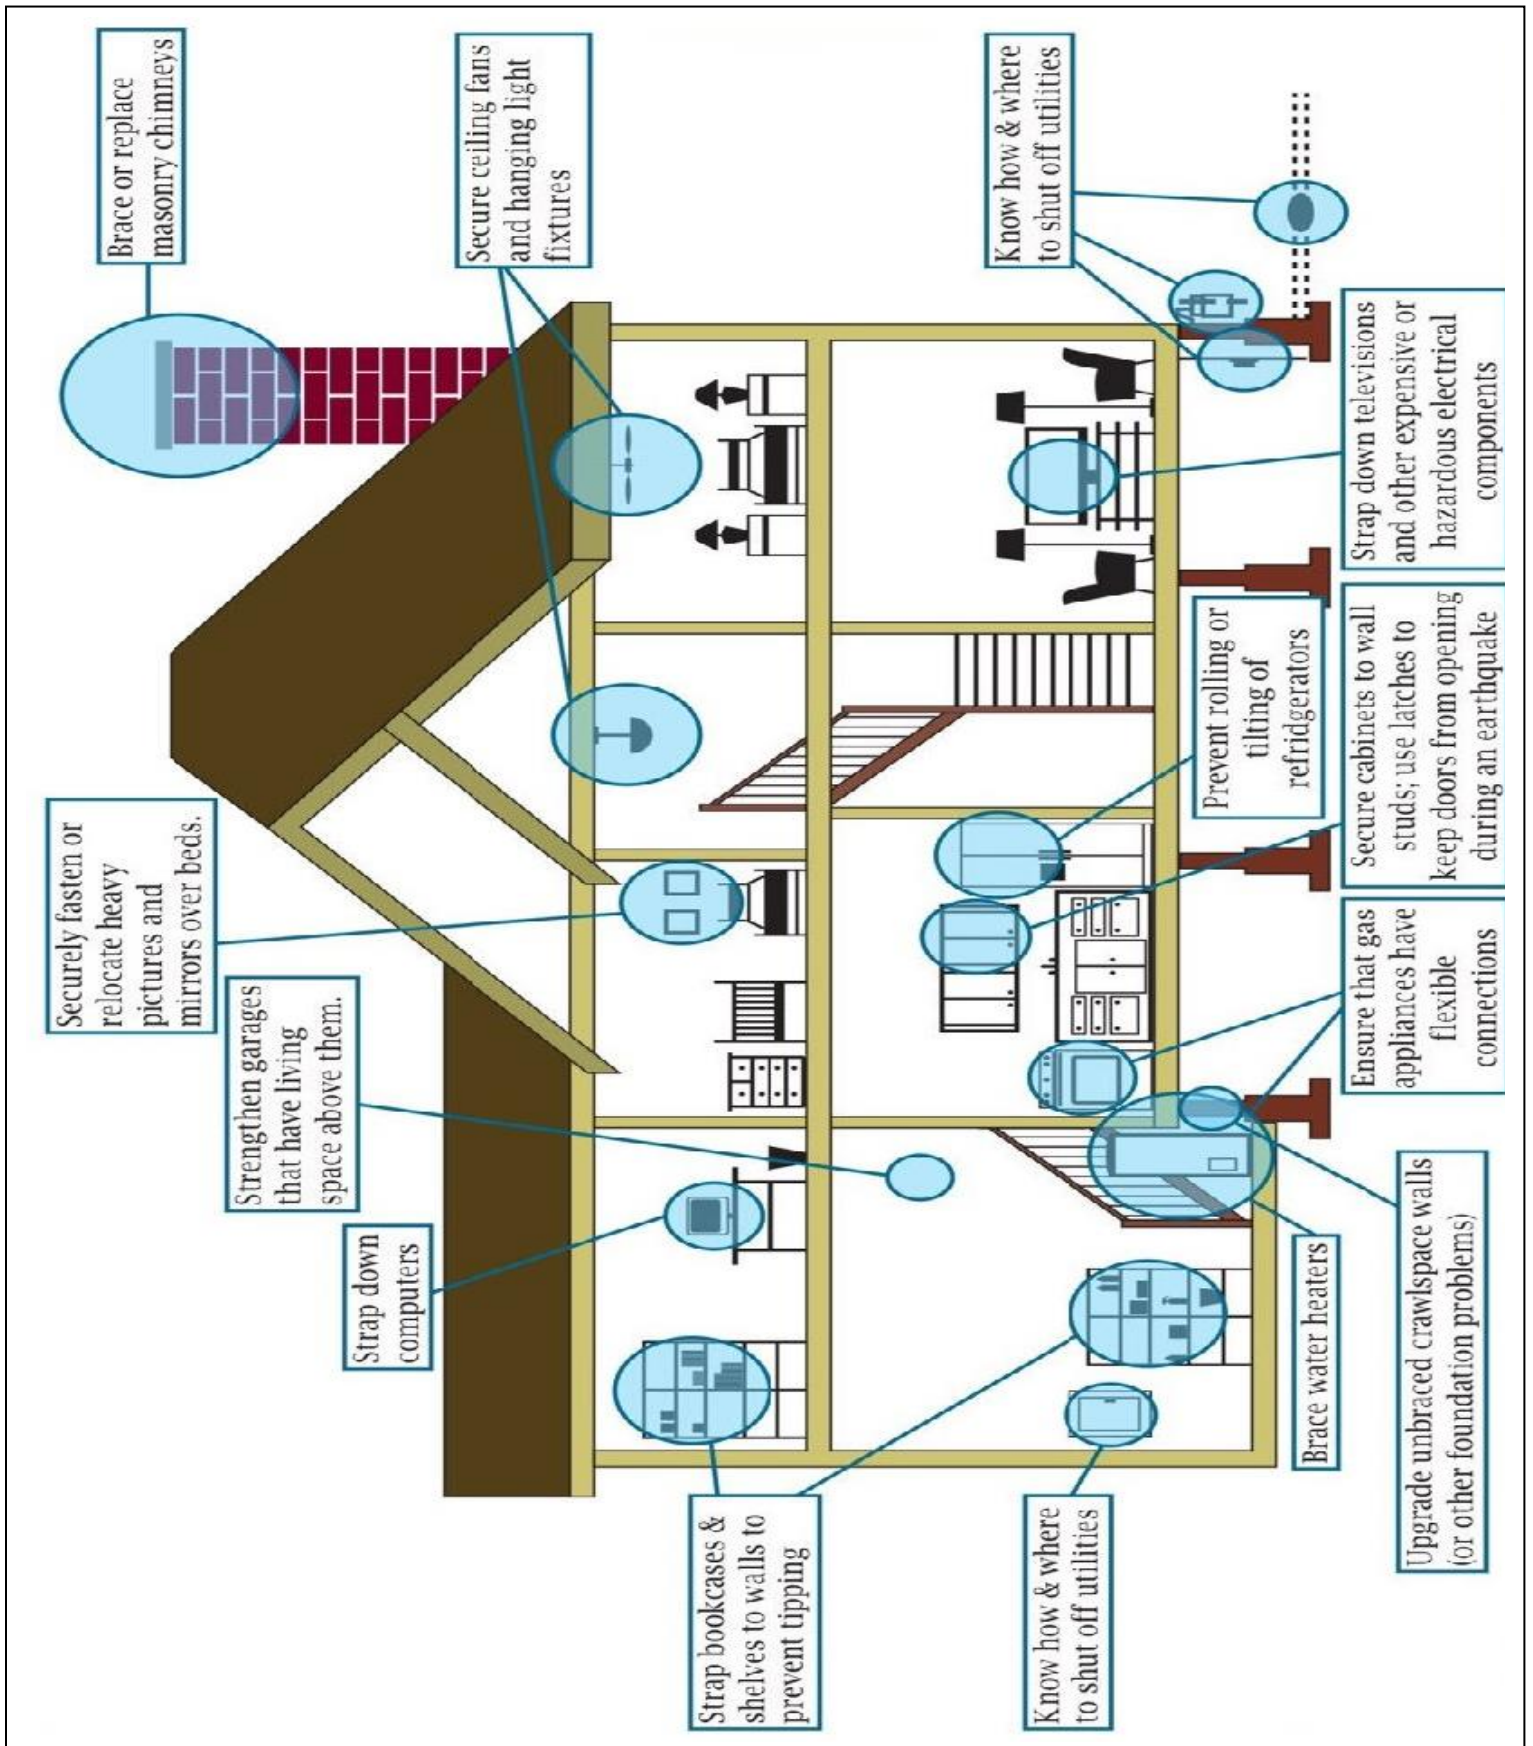 Securely fasten or
relocate heavy
pictures and
mirrors over beds.
Brace or replace
masonry chimneys
Strengthen garages
that have living
space above them.
Strap down
computers
Secure ceiling fans
and hanging light
fixtures
Strap bookcases &
shelves to walls to
prevent tipping
Know how & where
to shut off utilities
Know how & where
to shut off utilities
Prevent rolling or
tilting of
refridgerators
Brace water heaters
Upgrade unbraced crawlspace walls
(or other foundation problems)
Ensure that gas
appliances have
flexible
connections
Secure cabinets to wall
studs; use latches to
keep doors from opening
during an earthquake
Strap down televisions
and other expensive or
hazardous electrical
components